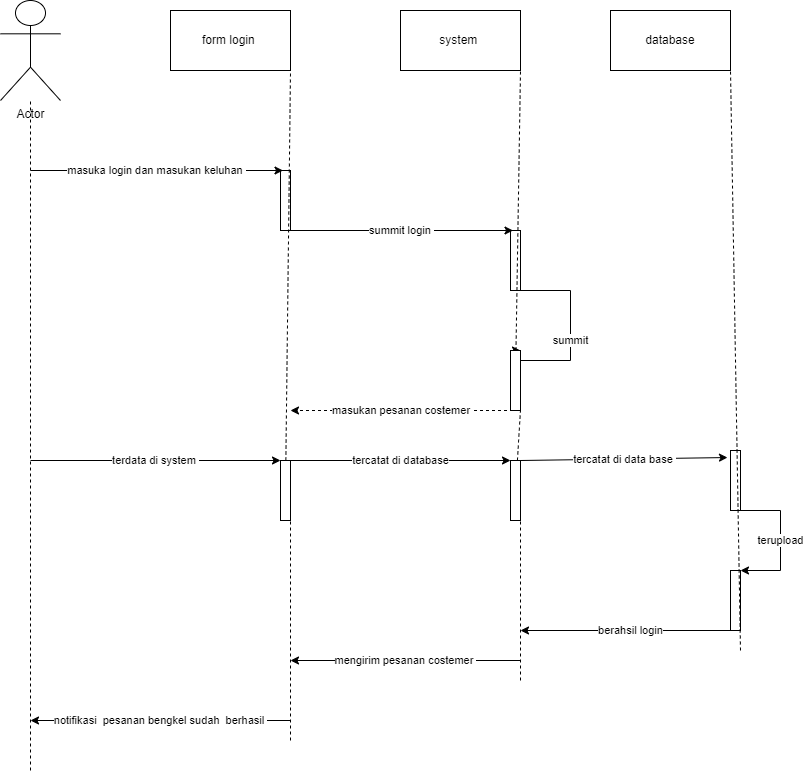 form login
system
database
Actor
masuka login dan masukan keluhan
summit login
summit
masukan pesanan costemer
terdata di system
tercatat di database
tercatat di data base
terupload
berahsil login
mengirim pesanan costemer
notifikasi pesanan bengkel sudah berhasil